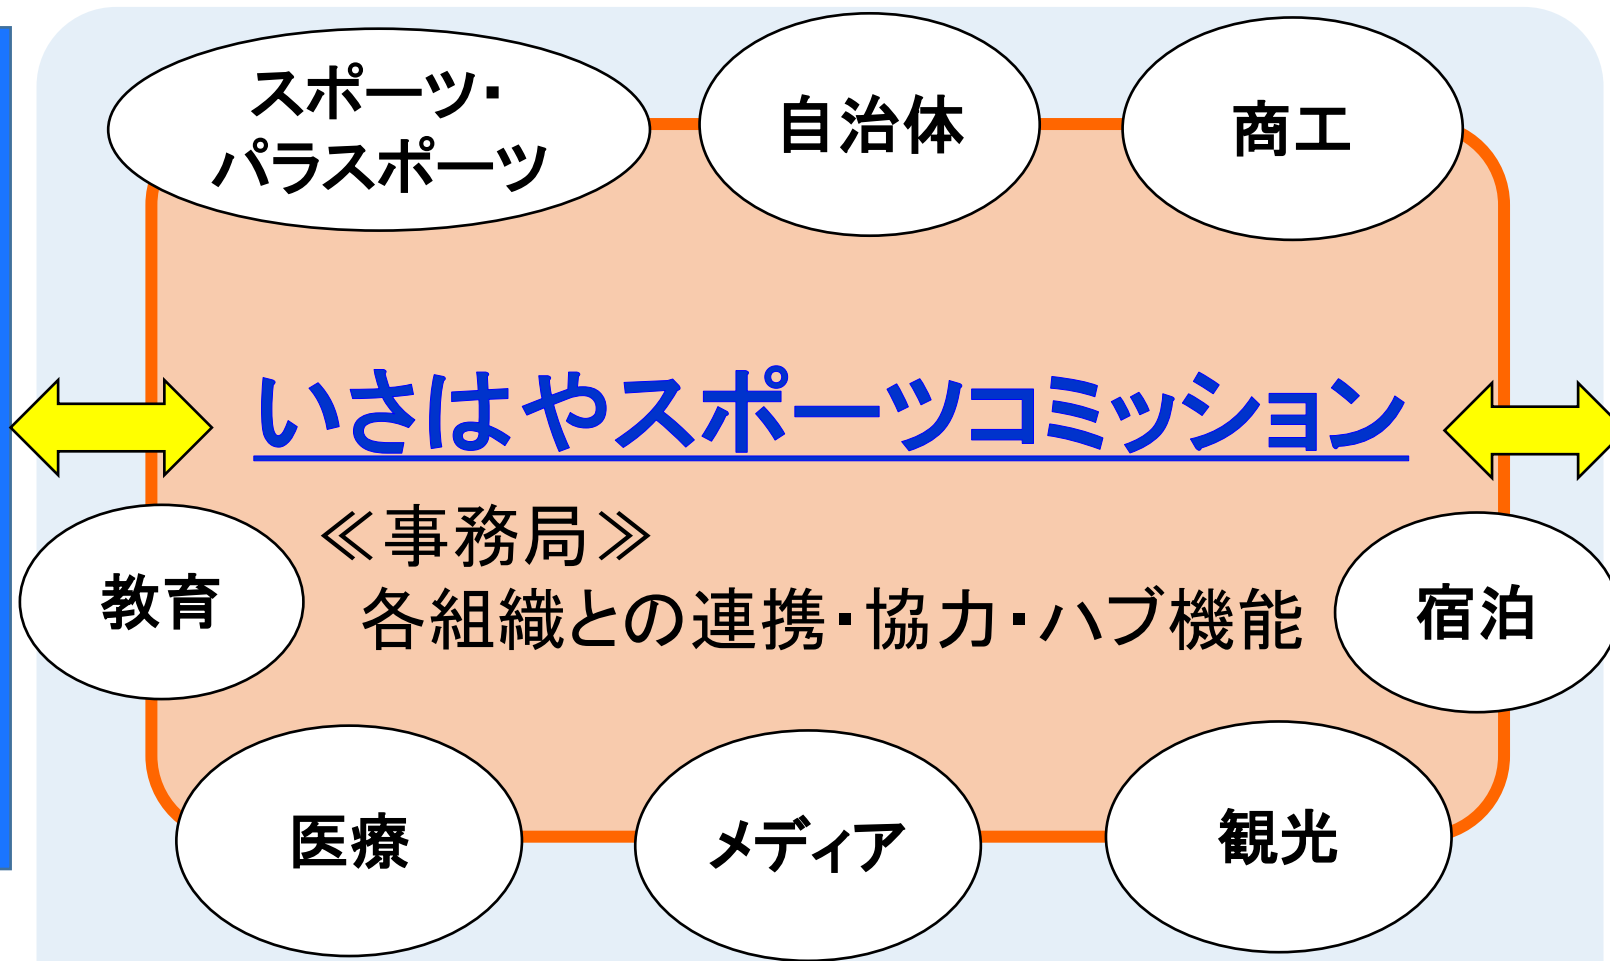 スポーツ・
パラスポーツ
自治体
商工
いさはやスポーツコミッション
≪事務局≫
各組織との連携・協力・ハブ機能
教育
宿泊
医療
メディア
観光